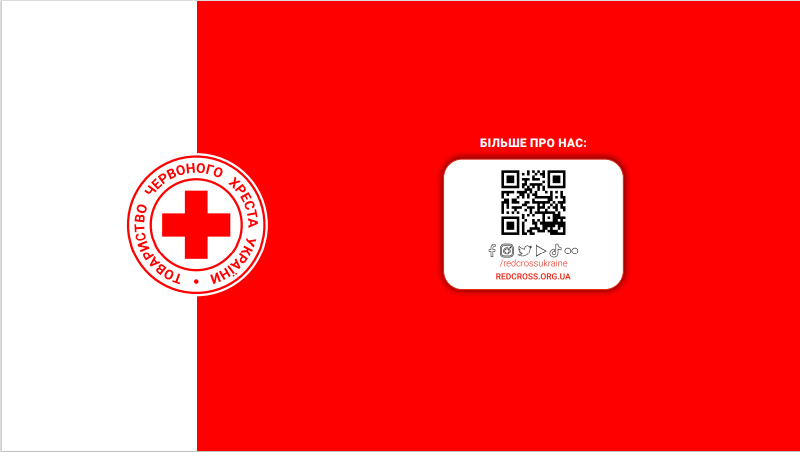 ТОВАРИСТВО ЧЕРВОНОГО ХРЕСТА УКРАЇНИ •
БІЛЬШЕ ПРО НАС:
/redcrossukraine
REDCROSS.ORG.UA